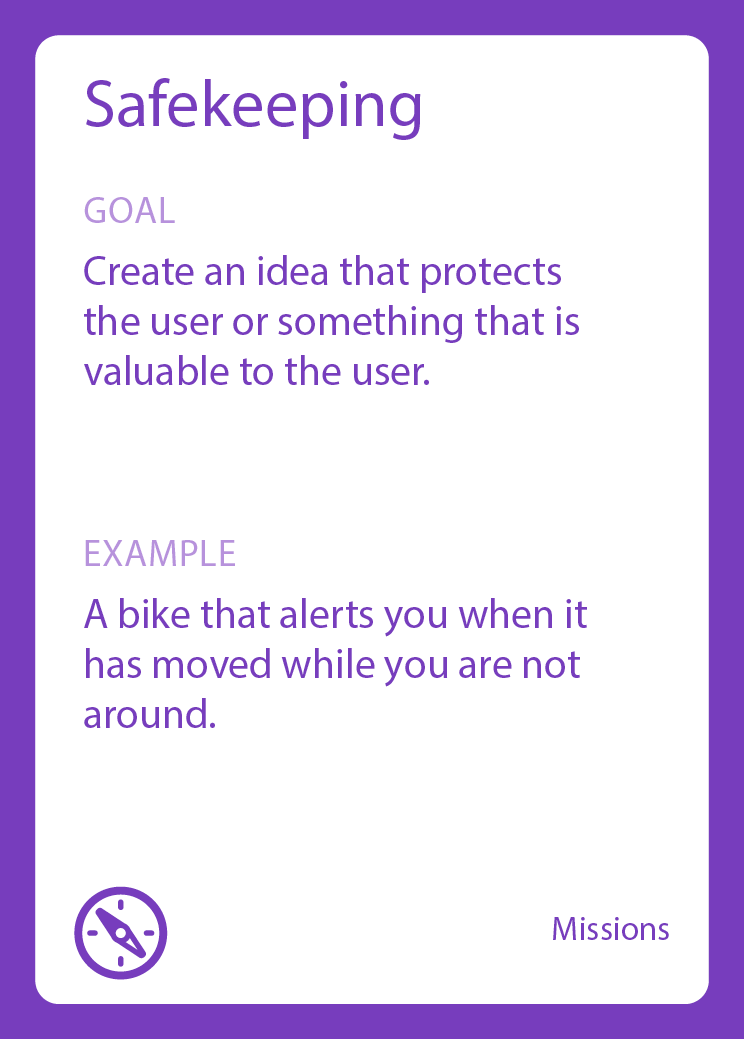 Safekeeping
GOAL
Create an idea that protects
the user or something that is
valuable to the user.
EXAMPLE
A bike that alerts you when it
has moved while you are not
around.
Missions